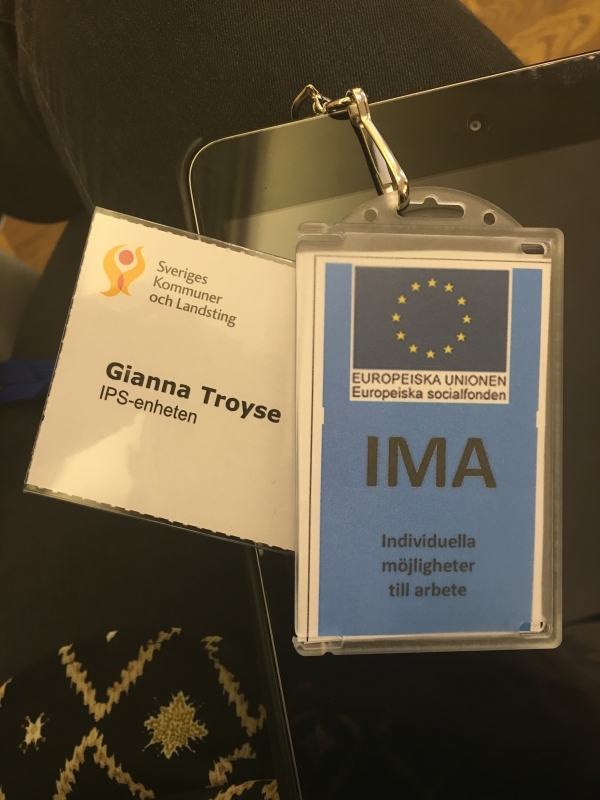 Sveriges
Kommuner
och Landsting
Gianna Troyse
IPS-enheten
EUROPEISKA UNIONEN
Europeiska socialfonden
IMA
Individuella
möjligheter
till arbete